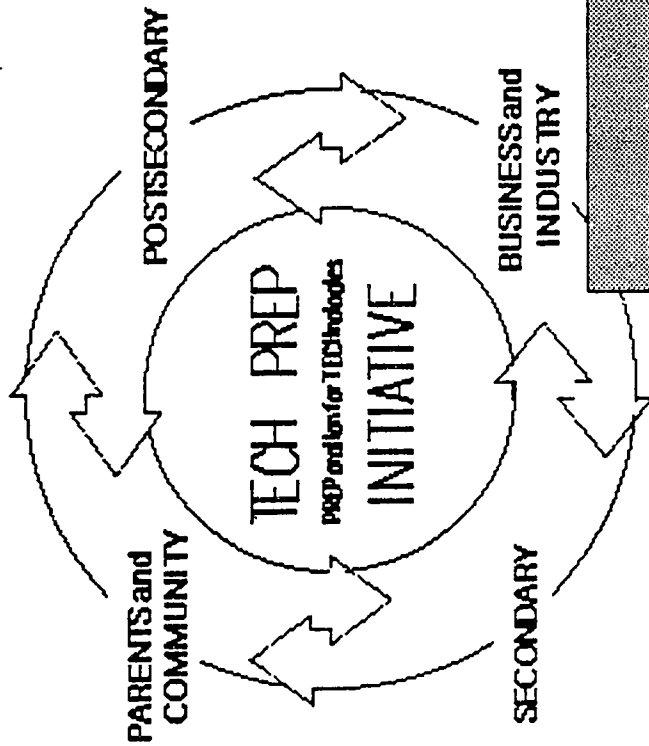 PARENTS and
COMMUNITY
POSTSECONDARY
TECH PREP
PREParation for TECHnologies
INITIATIVE
SECONDARY
BUSINESS and
INDUSTRY